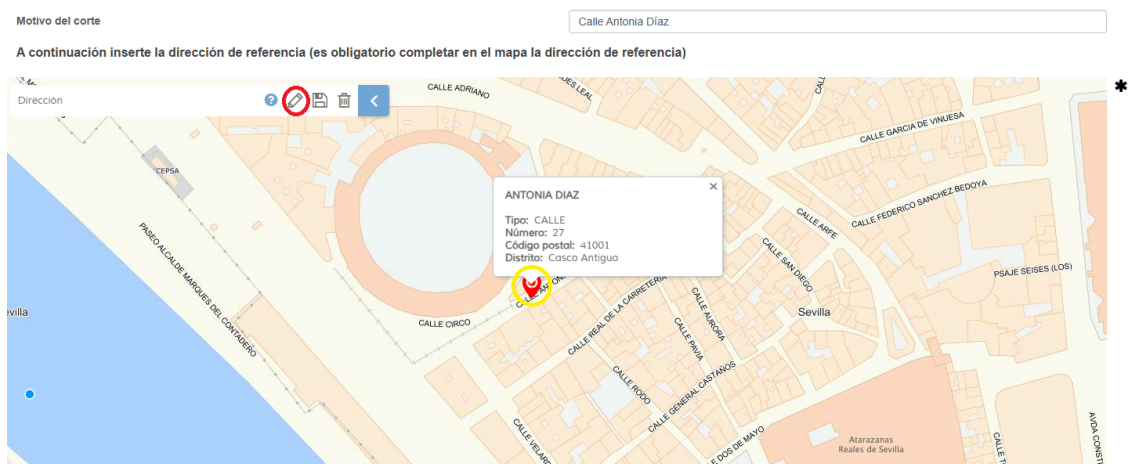 Motivo del corte
Calle Antonia Díaz
A continuación inserte la dirección de referencia (es obligatorio completar en el mapa la dirección de referencia)
*
Dirección
?
CALLE ADRIANO
CALLE GARCIA DE VINUESA
CEPSA
ANTONIA DIAZ
×
Tipo: CALLE
Número: 27
Código postal: 41001
Distrito: Casco Antiguo
CALLE FEDERICO SANCHEZ BEDOYA
CALLE ARFE
CALLE SAN DIEGO
PASEO ALCALDE MARQUES DEL CONTADERO
PSAJE SEISES (LOS)
CALLE REAL DE LA CARRETERIA
CALLE AURORA
Sevilla
CALLE CIRCO
CALLE PAVIA
CALLE RODO
CALLE GENERAL CASTAÑOS
DOS DE MAYO
Atarazanas
Reales de Sevilla